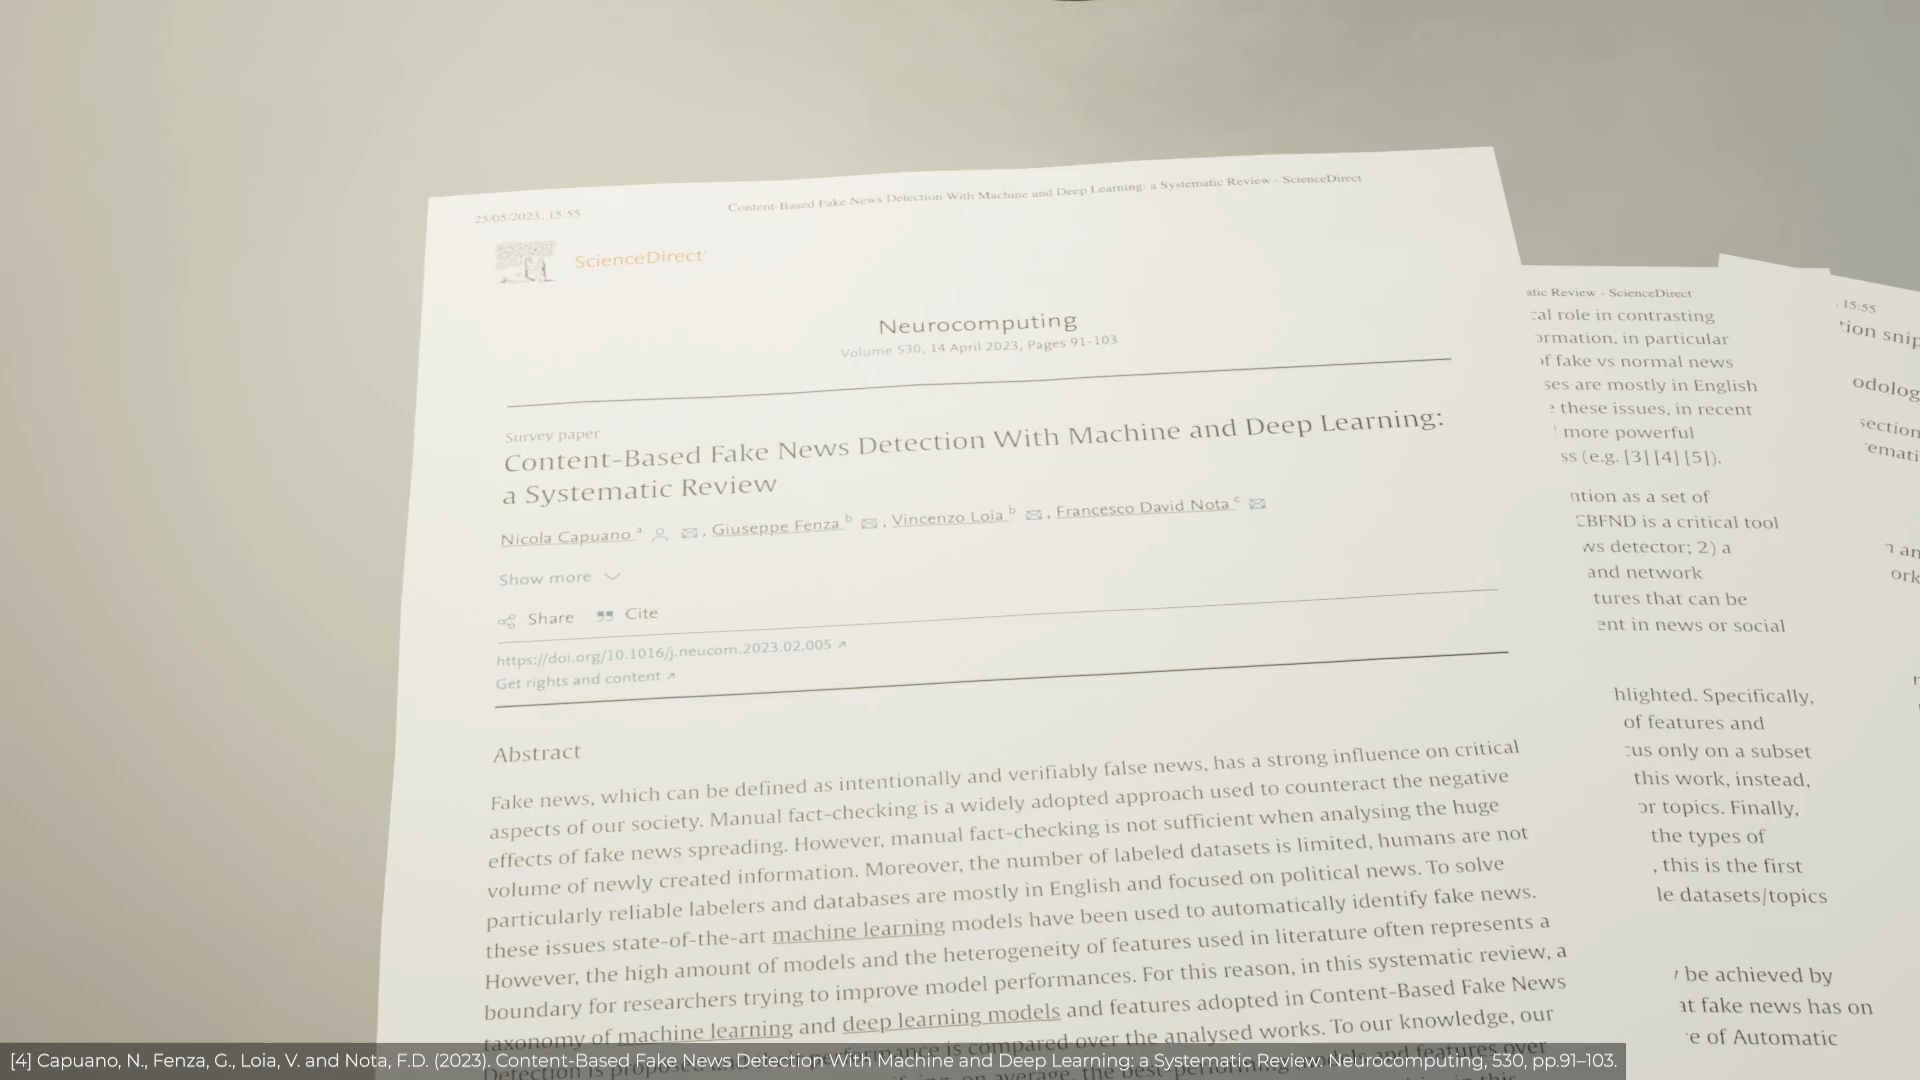 25/05/2023, 15:55
Content-Based Fake News Detection With Machine and Deep Learning: a Systematic Review - ScienceDirect
ScienceDirect
Neurocomputing
Volume 530, 14 April 2023, Pages 91-103
Survey paper
Content-Based Fake News Detection With Machine and Deep Learning:
a Systematic Review
Nicola Capuano a , Giuseppe Fenza b , Vincenzo Loia b , Francesco David Nota c
Show more
Share Cite
https://doi.org/10.1016/j.neucom.2023.02.005
Get rights and content
Abstract
Fake news, which can be defined as intentionally and verifiably false news, has a strong influence on critical
aspects of our society. Manual fact-checking is a widely adopted approach used to counteract the negative
effects of fake news spreading. However, manual fact-checking is not sufficient when analysing the huge
volume of newly created information. Moreover, the number of labeled datasets is limited, humans are not
particularly reliable labelers and databases are mostly in English and focused on political news. To solve
these issues state-of-the-art machine learning models have been used to automatically identify fake news.
However, the high amount of models and the heterogeneity of features used in literature often represents a
boundary for researchers trying to improve model performances. For this reason, in this systematic review, a
taxonomy of machine learning and deep learning models and features adopted in Content-Based Fake News
Detection is proposed and performance is compared over the analysed works. To our knowledge, our
atic Review - ScienceDirect
cal role in contrasting
ormation, in particular
of fake vs normal news
ses are mostly in English
these issues, in recent
more powerful
ss (e.g. [3] [4] [5]).
ntion as a set of
CBFND is a critical tool
ws detector; 2) a
and network
tures that can be
ent in news or social
hlighted. Specifically,
of features and
cus only on a subset
this work, instead,
or topics. Finally,
the types of
, this is the first
le datasets/topics
be achieved by
at fake news has on
e of Automatic
15:55
tion snip
odolog
section
emati
n an
ork
[4] Capuano, N., Fenza, G., Loia, V. and Nota, F.D. (2023). Content-Based Fake News Detection With Machine and Deep Learning: a Systematic Review. Neurocomputing, 530, pp.91–103.